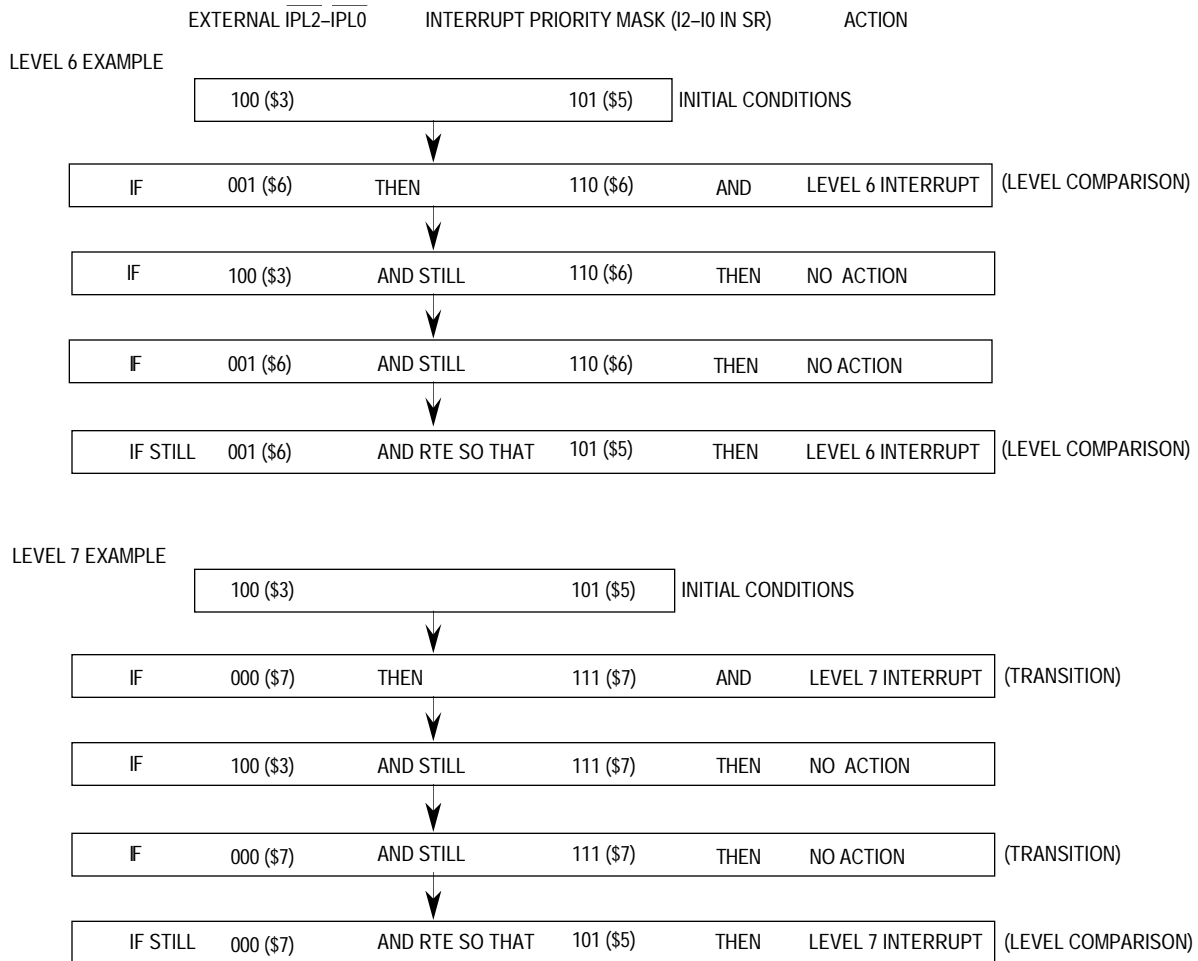 EXTERNAL IPL2–IPL0 INTERRUPT PRIORITY MASK (I2–I0 IN SR) ACTION
LEVEL 6 EXAMPLE
100 ($3) 101 ($5) INITIAL CONDITIONS
IF 001 ($6) THEN 110 ($6) AND LEVEL 6 INTERRUPT (LEVEL COMPARISON)
IF 100 ($3) AND STILL 110 ($6) THEN NO ACTION
IF 001 ($6) AND STILL 110 ($6) THEN NO ACTION
IF STILL 001 ($6) AND RTE SO THAT 101 ($5) THEN LEVEL 6 INTERRUPT (LEVEL COMPARISON)
LEVEL 7 EXAMPLE
100 ($3) 101 ($5) INITIAL CONDITIONS
IF 000 ($7) THEN 111 ($7) AND LEVEL 7 INTERRUPT (TRANSITION)
IF 100 ($3) AND STILL 111 ($7) THEN NO ACTION
IF 000 ($7) AND STILL 111 ($7) THEN NO ACTION (TRANSITION)
IF STILL 000 ($7) AND RTE SO THAT 101 ($5) THEN LEVEL 7 INTERRUPT (LEVEL COMPARISON)